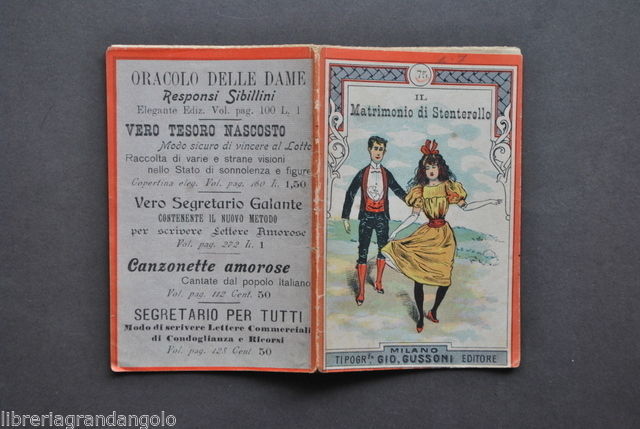 ORACOLO DELLE DAME
Responsi Sibillini
Elegante Ediz. Vol. pag. 100 L. 1
VERO TESORO NASCOSTO
Modo sicuro di vincere al Lotto
Raccolta di varie e strane visioni
nello Stato di sonnolenza e figure
Copertina eleg. Vol. pag. 160 L. 1,50
Vero Segretario Galante
CONTENENTE IL NUOVO METODO
per scrivere Lettere Amorose
Vol. pag. 272 L. 1
Canzonette amorose
Cantate dal popolo italiano
Vol. pag. 112 Cent. 50
SEGRETARIO PER TUTTI
Modo di scrivere Lettere Commerciali
di Condoglianza e Ricorsi
Vol. pag. 128 Cent. 50
75
IL
Matrimonio di Stenterello
MILANO
TIPOGR.ia GIO. GUSSONI EDITORE
libreriagrandangolo